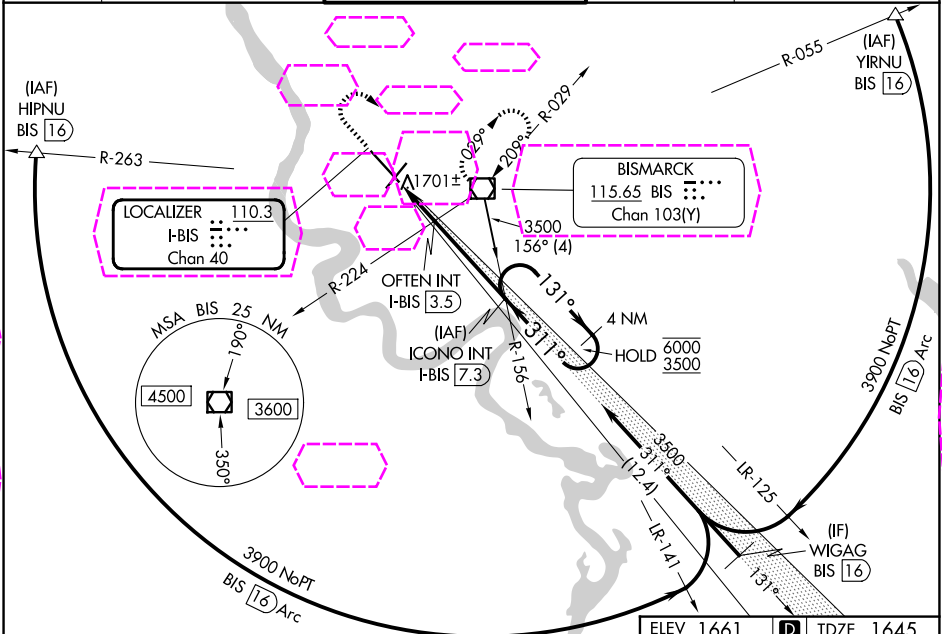 (IAF)
YIRNU
BIS 16
R-055
(IAF)
HIPNU
BIS 16
R-263
R-029
029°
209°
1701±
BISMARCK
115.65 BIS
Chan 103(Y)
LOCALIZER 110.3
I-BIS
Chan 40
3500
156° (4)
R-224
OFTEN INT
I-BIS 3.5
(IAF)
ICONO INT
I-BIS 7.3
R-156
131°
311°
4 NM
HOLD 6000
3500
MSA BIS 25 NM
190°
4500
3600
350°
3900 NoPT
BIS 16 Arc
3500
311°
(12.4)
LR-125
LR-141
(IF)
WIGAG
BIS 16
131°
3900 NoPT
BIS 16 Arc
ELEV 1661 D TDZE 1645